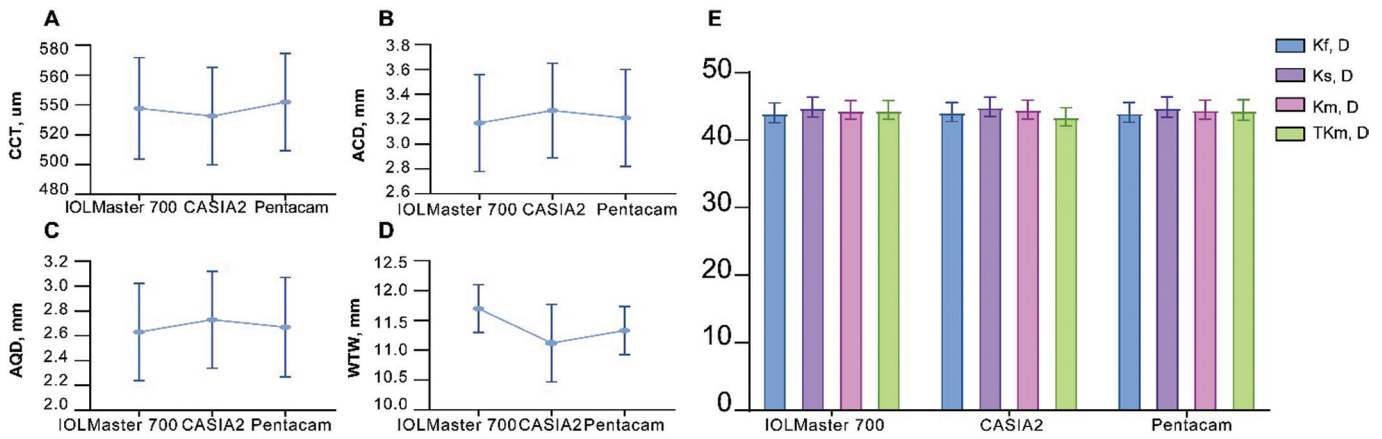 A
CCT, um
580
560
550
520
500
480
IOLMaster 700 CASIA2 Pentacam
B
ACD, mm
3.8
3.6
3.4
3.2
3.0
2.8
2.6
IOLMaster 700 CASIA2 Pentacam
C
AQD, mm
3.2
3.0
2.8
2.6
2.4
2.2
2.0
IOLMaster 700 CASIA2 Pentacam
D
WTW, mm
12.5
12.0
11.5
11.0
10.5
10.0
IOLMaster 700 CASIA2 Pentacam
E
50
40
30
20
10
0
IOLMaster 700 CASIA2 Pentacam
Kf, D
Ks, D
Km, D
TKm, D